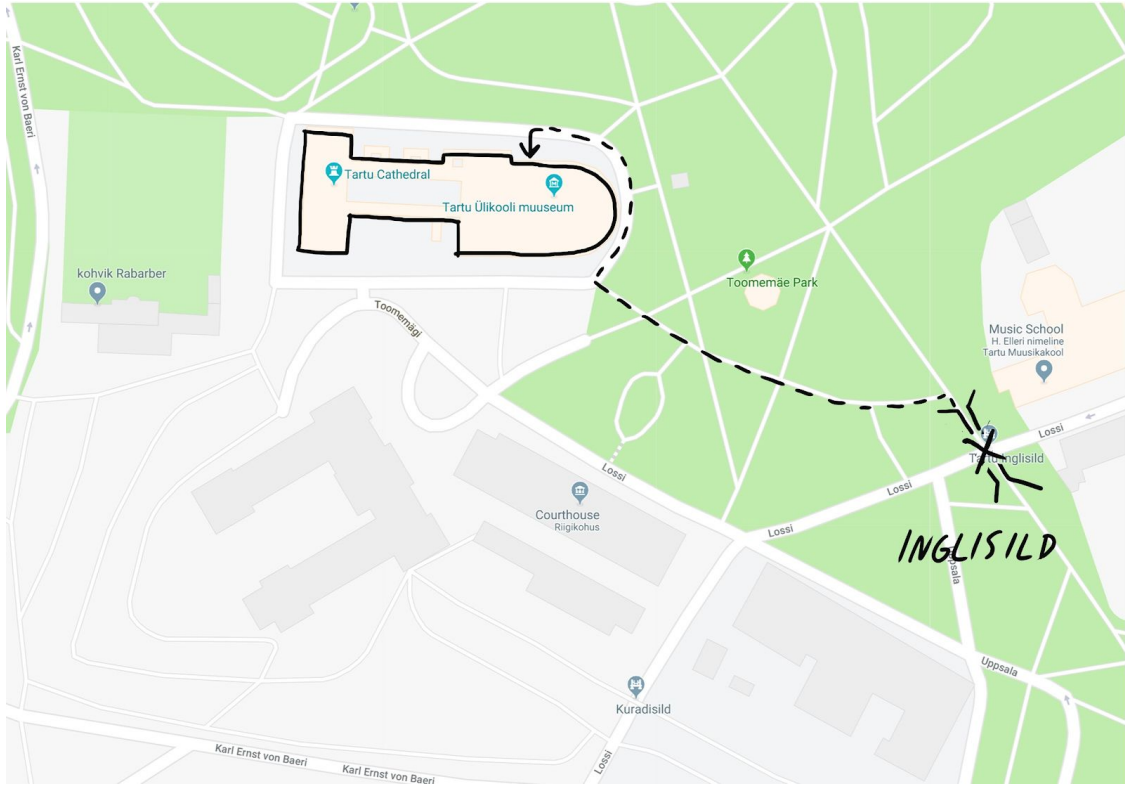 Karl Ernst von Baeri
Tartu Cathedral
Tartu Ülikooli muuseum
kohvik Rabarber
Toomemäe Park
Toomemägi
Music School
H. Elleri nimeline
Tartu Muusikakool
Lossi
Tartu Inglisild
Lossi
Courthouse
Riigikohus
Lossi
INGLISILD
Uppsala
Uppsala
Kuradisild
Lossi
Karl Ernst von Baeri
Karl Ernst von Baeri